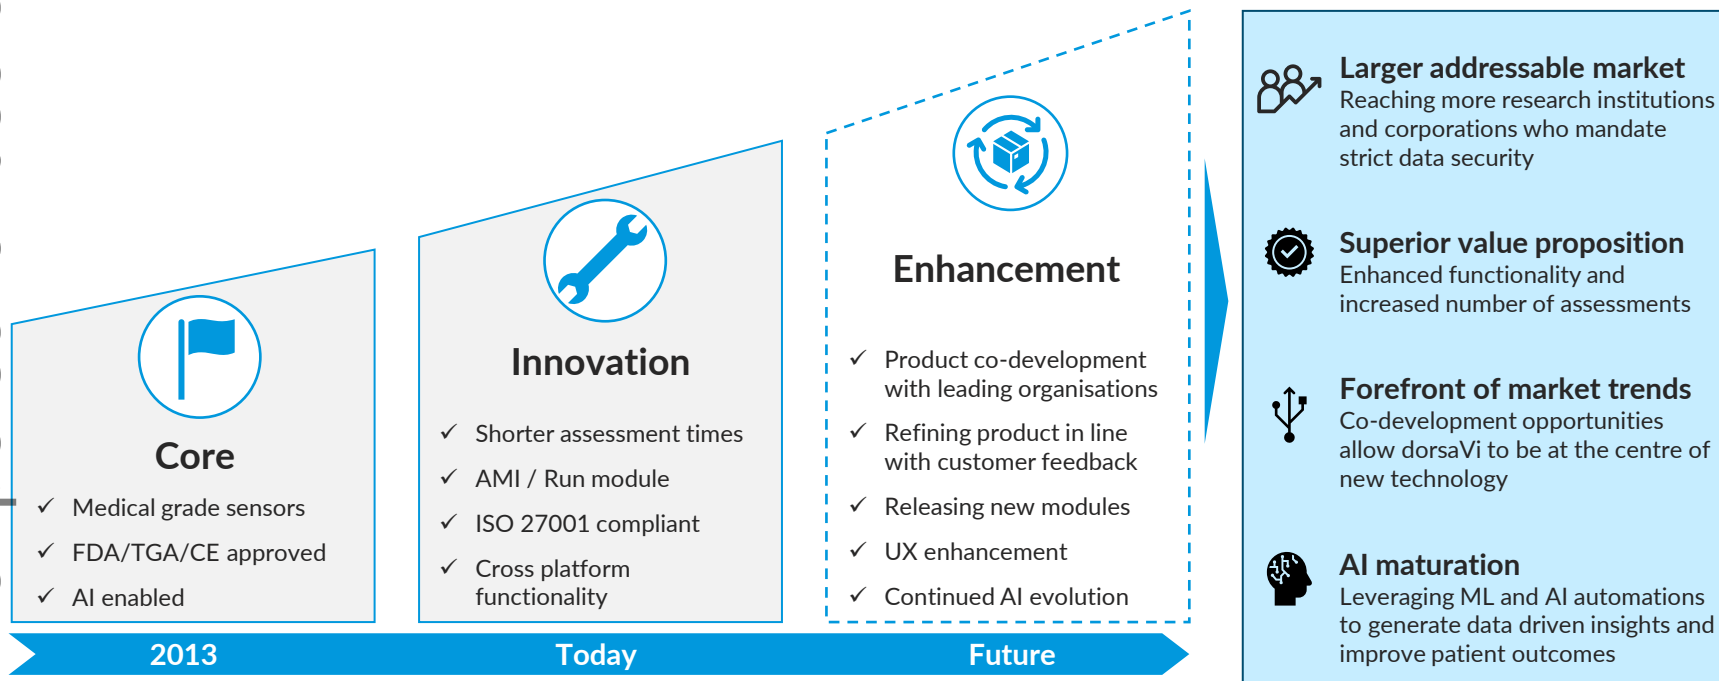 Core
Medical grade sensors
FDA/TGA/CE approved
AI enabled
2013
Innovation
Shorter assessment times
AMI / Run module
ISO 27001 compliant
Cross platform
functionality
Today
Enhancement
Product co-development
with leading organisations
Refining product in line
with customer feedback
Releasing new modules
UX enhancement
Continued AI evolution
Future
Larger addressable market
Reaching more research institutions
and corporations who mandate
strict data security
Superior value proposition
Enhanced functionality and
increased number of assessments
Forefront of market trends
Co-development opportunities
allow dorsaVi to be at the centre of
new technology
AI maturation
Leveraging ML and AI automations
to generate data driven insights and
improve patient outcomes